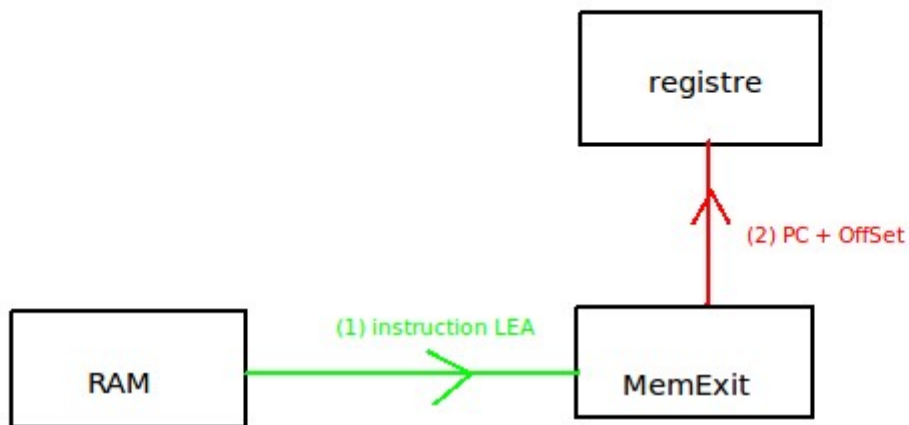 registre
(2) PC + OffSet
(1) instruction LEA
RAM
MemExit